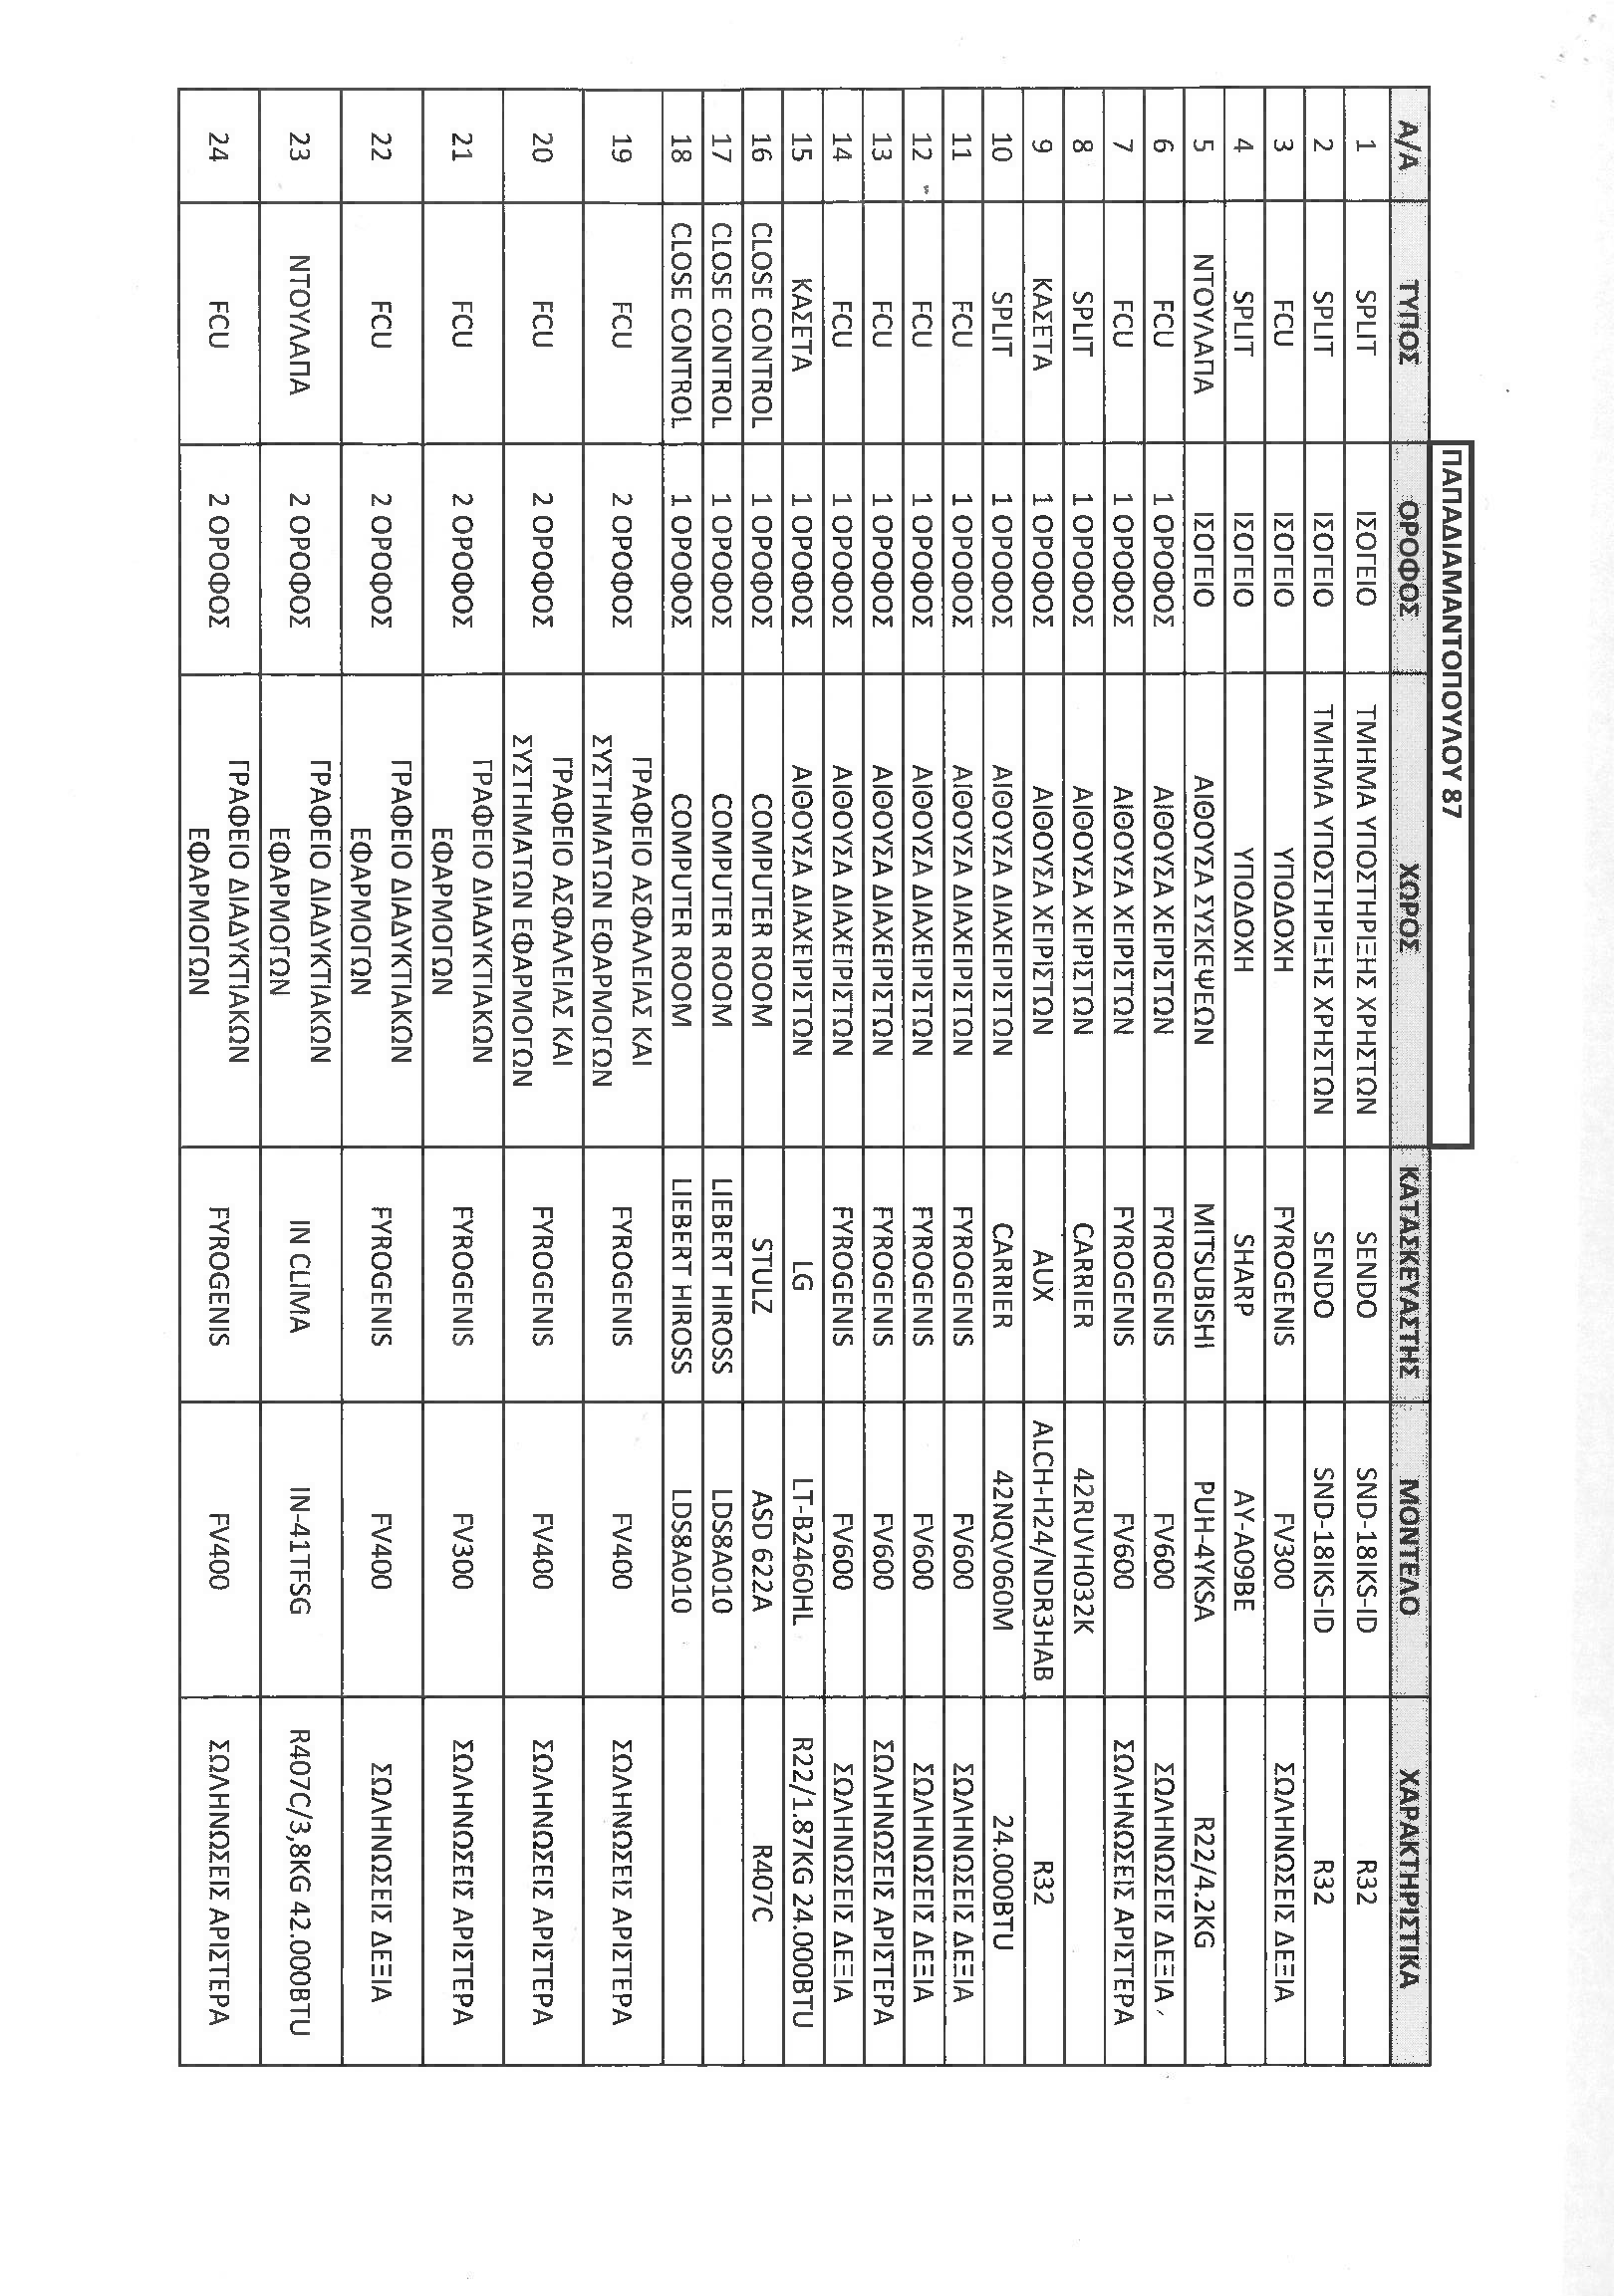 ΠΑΠΑΔΙΑΜΑΝΤΟΠΟΥΛΟΥ 87
Α/Α ΤΥΠΟΣ ΟΡΟΦΟΣ ΧΩΡΟΣ ΚΑΤΑΣΚΕΥΑΣΤΗΣ ΜΟΝΤΕΛΟ ΧΑΡΑΚΤΗΡΙΣΤΙΚΑ
1 SPLIT ΙΣΟΓΕΙΟ ΤΜΗΜΑ ΥΠΟΣΤΗΡΙΞΗΣ ΧΡΗΣΤΩΝ SENDO SND-18IKS-ID R32
2 SPLIT ΙΣΟΓΕΙΟ ΤΜΗΜΑ ΥΠΟΣΤΗΡΙΞΗΣ ΧΡΗΣΤΩΝ SENDO SND-18IKS-ID R32
3 FCU ΙΣΟΓΕΙΟ ΥΠΟΔΟΧΗ FYROGENIS FV300 ΣΩΛΗΝΩΣΕΙΣ ΔΕΞΙΑ
4 SPLIT ΙΣΟΓΕΙΟ ΥΠΟΔΟΧΗ SHARP AY-A09BE
5 ΝΤΟΥΛΑΠΑ ΙΣΟΓΕΙΟ ΑΙΘΟΥΣΑ ΣΥΣΚΕΨΕΩΝ MITSUBISHI PUH-4YKSA R22/4.2KG
6 FCU 1 ΟΡΟΦΟΣ ΑΙΘΟΥΣΑ ΧΕΙΡΙΣΤΩΝ FYROGENIS FV600 ΣΩΛΗΝΩΣΕΙΣ ΔΕΞΙΑ
7 FCU 1 ΟΡΟΦΟΣ ΑΙΘΟΥΣΑ ΧΕΙΡΙΣΤΩΝ FYROGENIS FV600 ΣΩΛΗΝΩΣΕΙΣ ΑΡΙΣΤΕΡΑ
8 SPLIT 1 ΟΡΟΦΟΣ ΑΙΘΟΥΣΑ ΧΕΙΡΙΣΤΩΝ CARRIER 42RUVH032K
9 ΚΑΣΕΤΑ 1 ΟΡΟΦΟΣ ΑΙΘΟΥΣΑ ΧΕΙΡΙΣΤΩΝ AUX ALCH-H24/NDR3HAB R32
10 SPLIT 1 ΟΡΟΦΟΣ ΑΙΘΟΥΣΑ ΔΙΑΧΕΙΡΙΣΤΩΝ CARRIER 42NQV060M 24.000BTU
11 FCU 1 ΟΡΟΦΟΣ ΑΙΘΟΥΣΑ ΔΙΑΧΕΙΡΙΣΤΩΝ FYROGENIS FV600 ΣΩΛΗΝΩΣΕΙΣ ΔΕΞΙΑ
12 FCU 1 ΟΡΟΦΟΣ ΑΙΘΟΥΣΑ ΔΙΑΧΕΙΡΙΣΤΩΝ FYROGENIS FV600 ΣΩΛΗΝΩΣΕΙΣ ΔΕΞΙΑ
13 FCU 1 ΟΡΟΦΟΣ ΑΙΘΟΥΣΑ ΔΙΑΧΕΙΡΙΣΤΩΝ FYROGENIS FV600 ΣΩΛΗΝΩΣΕΙΣ ΑΡΙΣΤΕΡΑ
14 FCU 1 ΟΡΟΦΟΣ ΑΙΘΟΥΣΑ ΔΙΑΧΕΙΡΙΣΤΩΝ FYROGENIS FV600 ΣΩΛΗΝΩΣΕΙΣ ΔΕΞΙΑ
15 ΚΑΣΕΤΑ 1 ΟΡΟΦΟΣ ΑΙΘΟΥΣΑ ΔΙΑΧΕΙΡΙΣΤΩΝ LG LT-B2460HL R22/1.87KG 24.000BTU
16 CLOSE CONTROL 1 ΟΡΟΦΟΣ COMPUTER ROOM STULZ ASD 622A R407C
17 CLOSE CONTROL 1 ΟΡΟΦΟΣ COMPUTER ROOM LIEBERT HIROSS LDS8A010
18 CLOSE CONTROL 1 ΟΡΟΦΟΣ COMPUTER ROOM LIEBERT HIROSS LDS8A010
19 FCU 2 ΟΡΟΦΟΣ ΓΡΑΦΕΙΟ ΑΣΦΑΛΕΙΑΣ ΚΑΙ
ΣΥΣΤΗΜΑΤΩΝ ΕΦΑΡΜΟΓΩΝ FYROGENIS FV400 ΣΩΛΗΝΩΣΕΙΣ ΑΡΙΣΤΕΡΑ
20 FCU 2 ΟΡΟΦΟΣ ΓΡΑΦΕΙΟ ΑΣΦΑΛΕΙΑΣ ΚΑΙ
ΣΥΣΤΗΜΑΤΩΝ ΕΦΑΡΜΟΓΩΝ FYROGENIS FV400 ΣΩΛΗΝΩΣΕΙΣ ΑΡΙΣΤΕΡΑ
21 FCU 2 ΟΡΟΦΟΣ ΓΡΑΦΕΙΟ ΔΙΑΔΥΚΤΙΑΚΩΝ
ΕΦΑΡΜΟΓΩΝ FYROGENIS FV300 ΣΩΛΗΝΩΣΕΙΣ ΑΡΙΣΤΕΡΑ
22 FCU 2 ΟΡΟΦΟΣ ΓΡΑΦΕΙΟ ΔΙΑΔΥΚΤΙΑΚΩΝ
ΕΦΑΡΜΟΓΩΝ FYROGENIS FV400 ΣΩΛΗΝΩΣΕΙΣ ΔΕΞΙΑ
23 ΝΤΟΥΛΑΠΑ 2 ΟΡΟΦΟΣ ΓΡΑΦΕΙΟ ΔΙΑΔΥΚΤΙΑΚΩΝ
ΕΦΑΡΜΟΓΩΝ IN CLIMA IN-41TFSG R407C/3,8KG 42.000BTU
24 FCU 2 ΟΡΟΦΟΣ ΓΡΑΦΕΙΟ ΔΙΑΔΥΚΤΙΑΚΩΝ
ΕΦΑΡΜΟΓΩΝ FYROGENIS FV400 ΣΩΛΗΝΩΣΕΙΣ ΑΡΙΣΤΕΡΑ